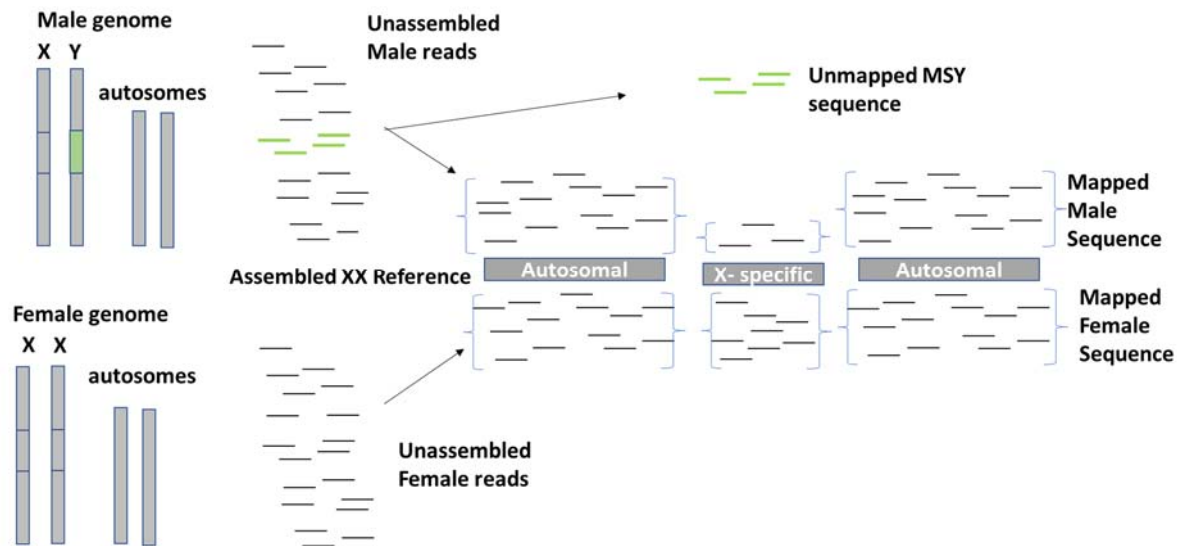 Male genome
X Y
autosomes
Unassembled
Male reads
Unmapped MSY
sequence
Mapped
Male
Sequence
Assembled XX Reference
Autosomal
X- specific
Autosomal
Female genome
X X
autosomes
Mapped
Female
Sequence
Unassembled
Female reads